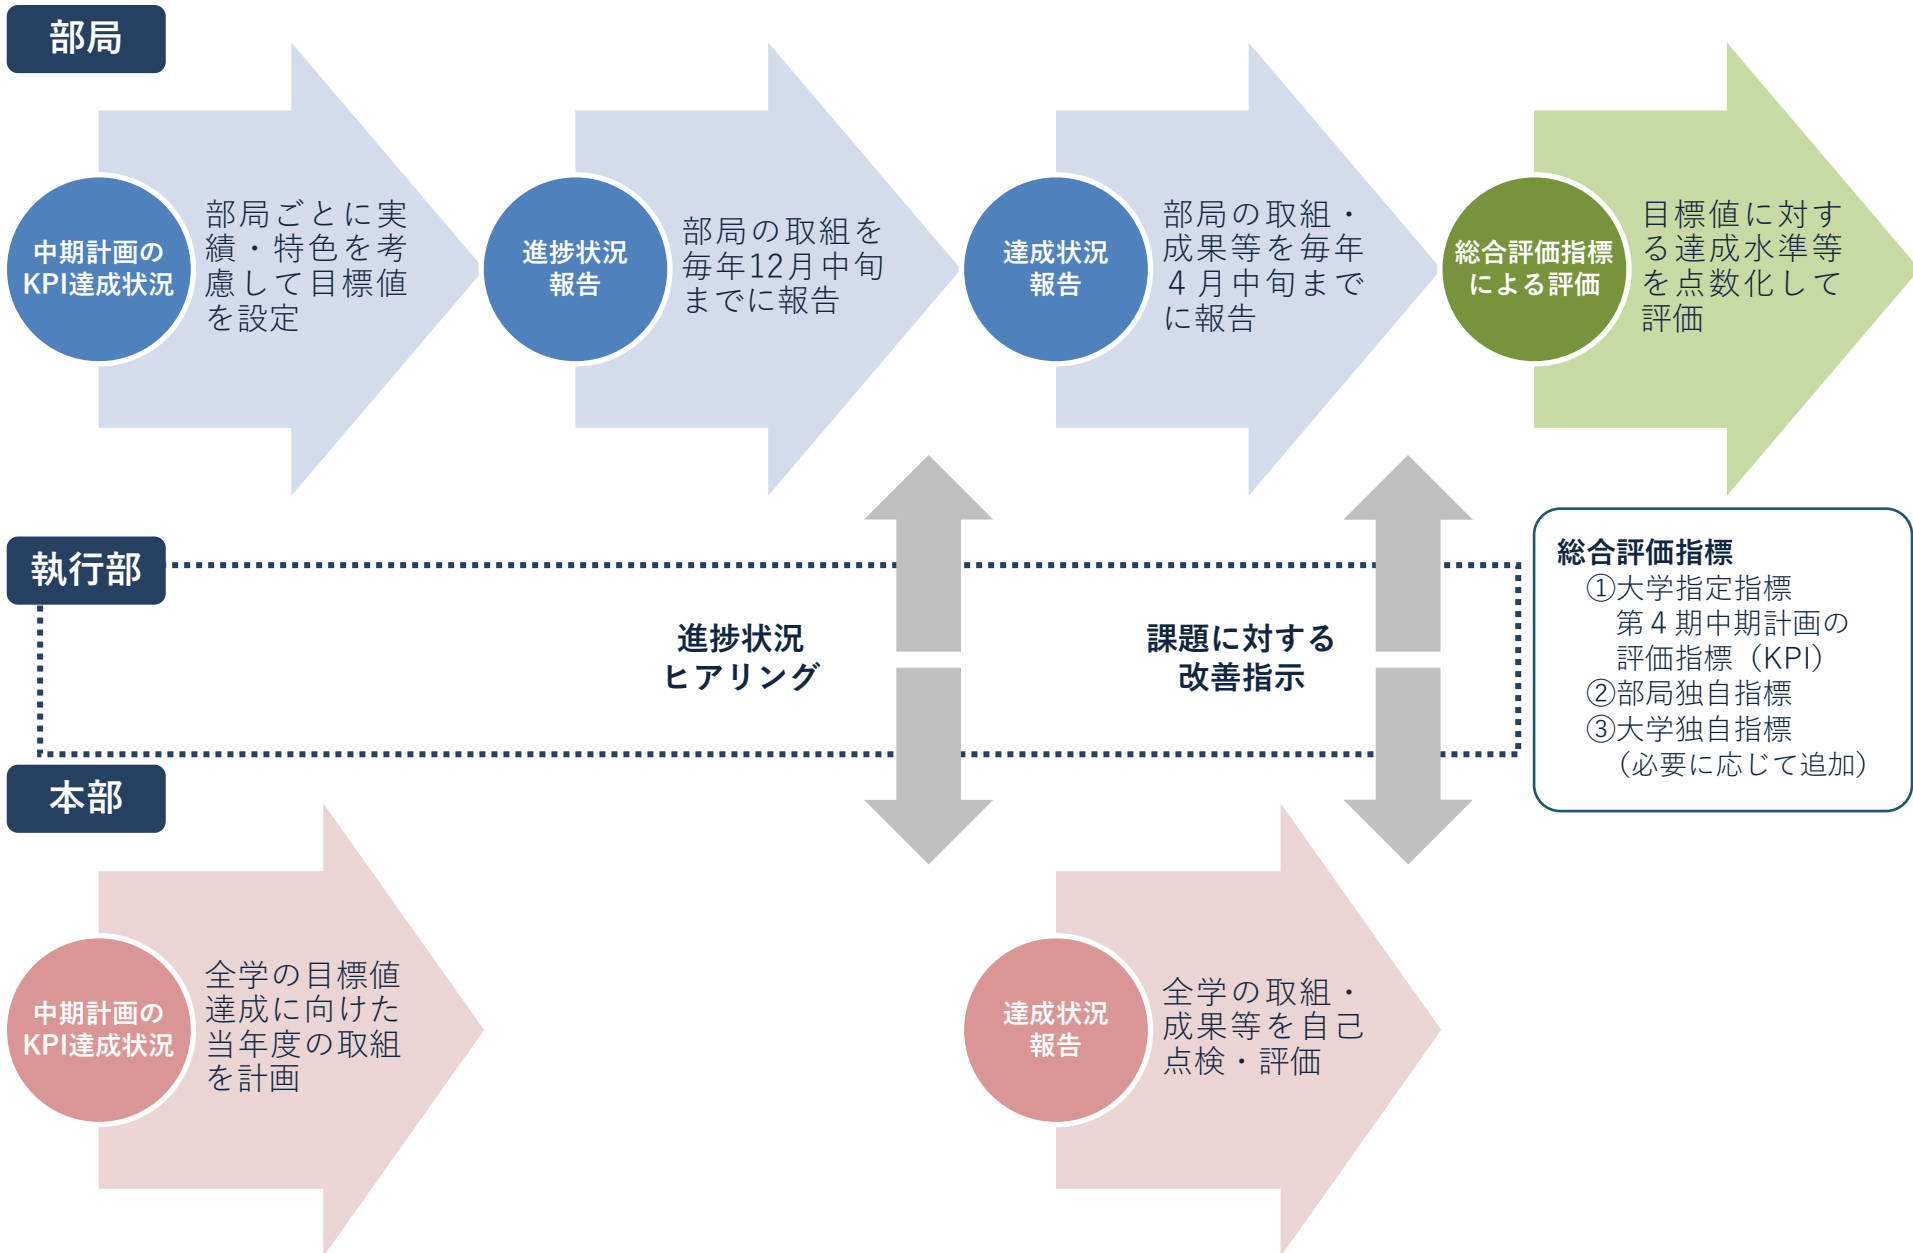 部局
中期計画の
KPI達成状況
部局ごとに実
績・特色を考
慮して目標値
を設定
進捗状況
報告
部局の取組を
毎年12月中旬
までに報告
達成状況
報告
部局の取組・
成果等を毎年
４月中旬まで
に報告
総合評価指標
による評価
目標値に対す
る達成水準等
を点数化して
評価
執行部
進捗状況
ヒアリング
課題に対する
改善指示
総合評価指標
①大学指定指標
第４期中期計画の
評価指標（KPI）
②部局独自指標
③大学独自指標
（必要に応じて追加）
本部
中期計画の
KPI達成状況
全学の目標値
達成に向けた
当年度の取組
を計画
達成状況
報告
全学の取組・
成果等を自己
点検・評価